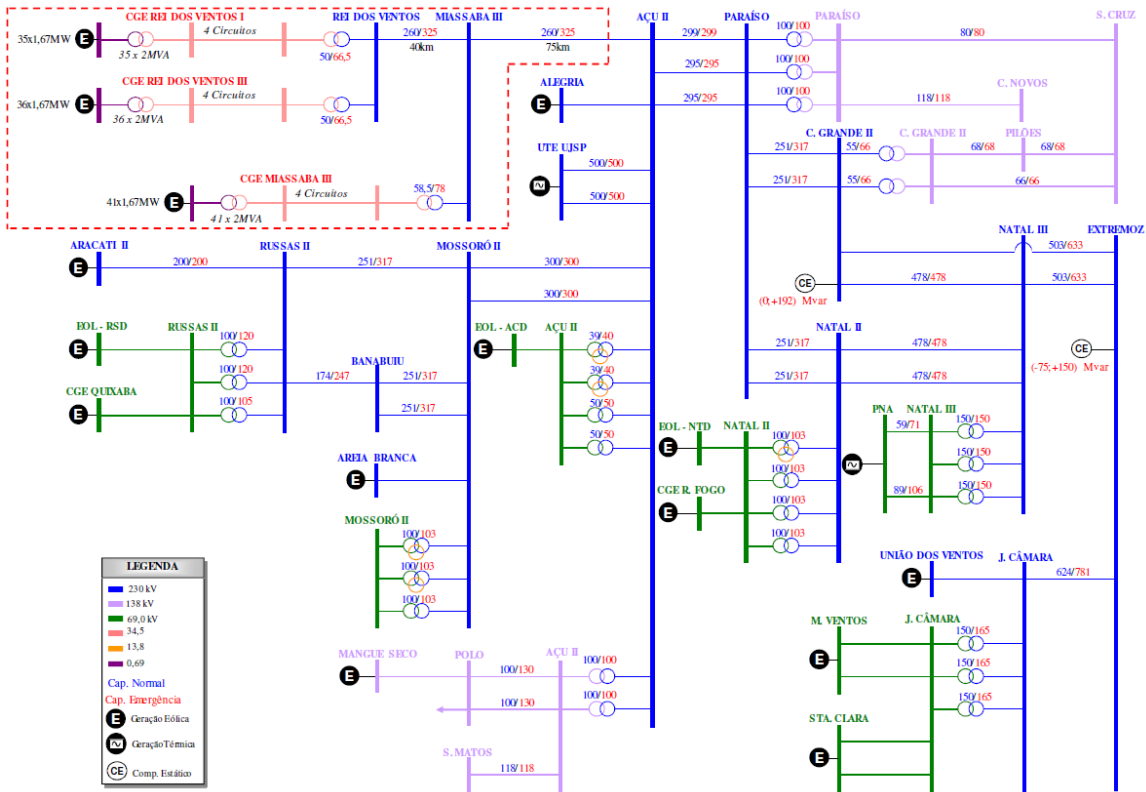 CGE REI DOS VENTOS I
REI DOS VENTOS
MIASSABA III
AÇU II
PARAÍSO
PARAÍSO
S. CRUZ
4 Circuitos
35x1,67MW
E
35 x 2MVA
50/66,5
260/325
40km
260/325
75km
299/299
100/100
80/80
295/295
100/100
CGE REI DOS VENTOS III
4 Circuitos
36x1,67MW
E
36 x 2MVA
50/66,5
ALEGRIA
E
295/295
100/100
118/118
C. NOVOS
C. GRANDE II
C. GRANDE II
PILÕES
UTE UJSP
500/500
500/500
251/317
55/66
68/68
68/68
251/317
55/66
66/66
CGE MIASSABA III
4 Circuitos
41x1,67MW
E
41 x 2MVA
58,5/78
ARACATI II
RUSSAS II
MOSSORÓ II
NATAL III
EXTREMOZ
E
200/200
251/317
300/300
300/300
503/633
478/478
503/633
CE
(0;+192) Mvar
EOL - RSD
RUSSAS II
E
100/120
100/120
100/105
CGE QUIXABA
E
174/247
BANABUIU
251/317
251/317
EOL - ACD
E
AÇU II
39/40
39/40
50/50
50/50
NATAL II
251/317
478/478
251/317
478/478
CE
(-75;+150) Mvar
PNA
NATAL III
59/71
150/150
150/150
89/106
150/150
EOL - NTD
NATAL II
E
100/103
100/103
CGE R. FOGO
E
100/103
100/103
AREIA BRANCA
E
MOSSORÓ II
100/103
100/103
100/103
UNIÃO DOS VENTOS
J. CÂMARA
E
624/781
M. VENTOS
J. CÂMARA
E
150/165
150/165
150/165
STA. CLARA
E
MANGUE SECO
POLO
AÇU II
E
100/130
100/100
100/130
100/100
S. MATOS
118/118
LEGENDA
230 kV
138 kV
69,0 kV
34,5
13,8
0,69
Cap. Normal
Cap. Emergência
E Geração Eólica
Geração Térmica
CE Comp. Estático